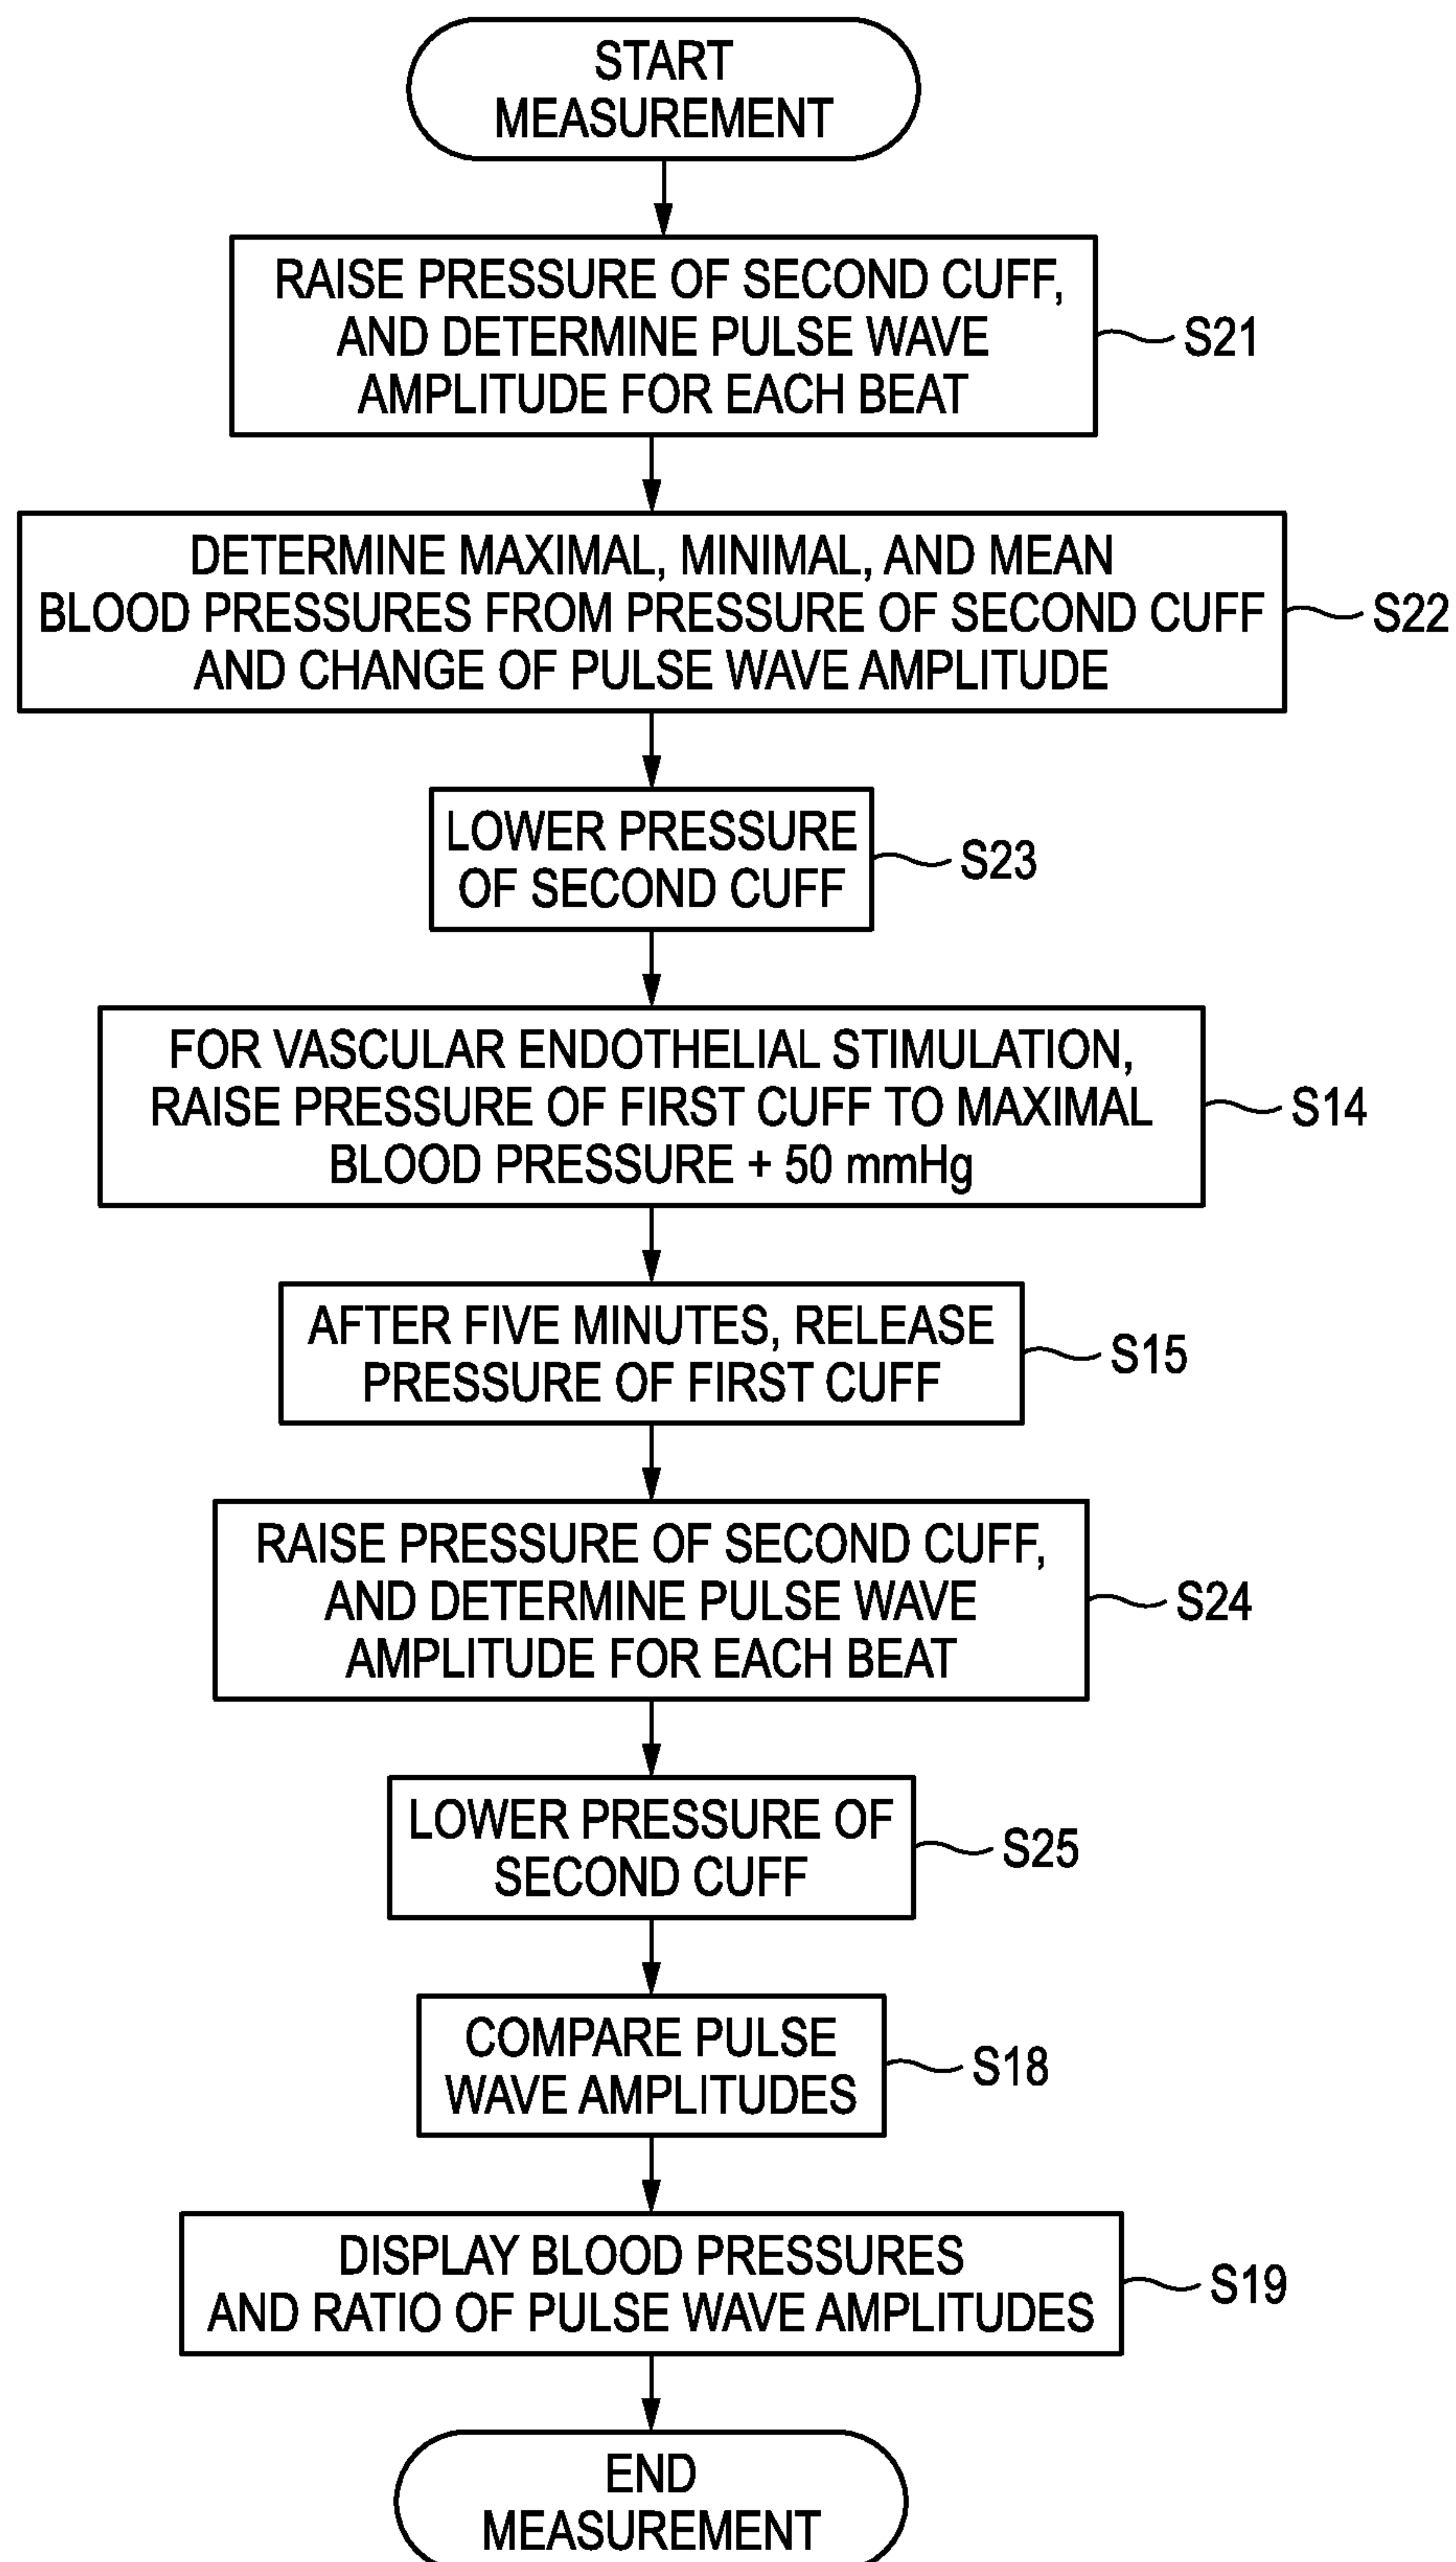 START
MEASUREMENT
RAISE PRESSURE OF SECOND CUFF,
AND DETERMINE PULSE WAVE
AMPLITUDE FOR EACH BEAT
S21
DETERMINE MAXIMAL, MINIMAL, AND MEAN
BLOOD PRESSURES FROM PRESSURE OF SECOND CUFF
AND CHANGE OF PULSE WAVE AMPLITUDE
S22
LOWER PRESSURE
OF SECOND CUFF
S23
FOR VASCULAR ENDOTHELIAL STIMULATION,
RAISE PRESSURE OF FIRST CUFF TO MAXIMAL
BLOOD PRESSURE + 50 mmHg
S14
AFTER FIVE MINUTES, RELEASE
PRESSURE OF FIRST CUFF
S15
RAISE PRESSURE OF SECOND CUFF,
AND DETERMINE PULSE WAVE
AMPLITUDE FOR EACH BEAT
S24
LOWER PRESSURE OF
SECOND CUFF
S25
COMPARE PULSE
WAVE AMPLITUDES
S18
DISPLAY BLOOD PRESSURES
AND RATIO OF PULSE WAVE AMPLITUDES
S19
END
MEASUREMENT